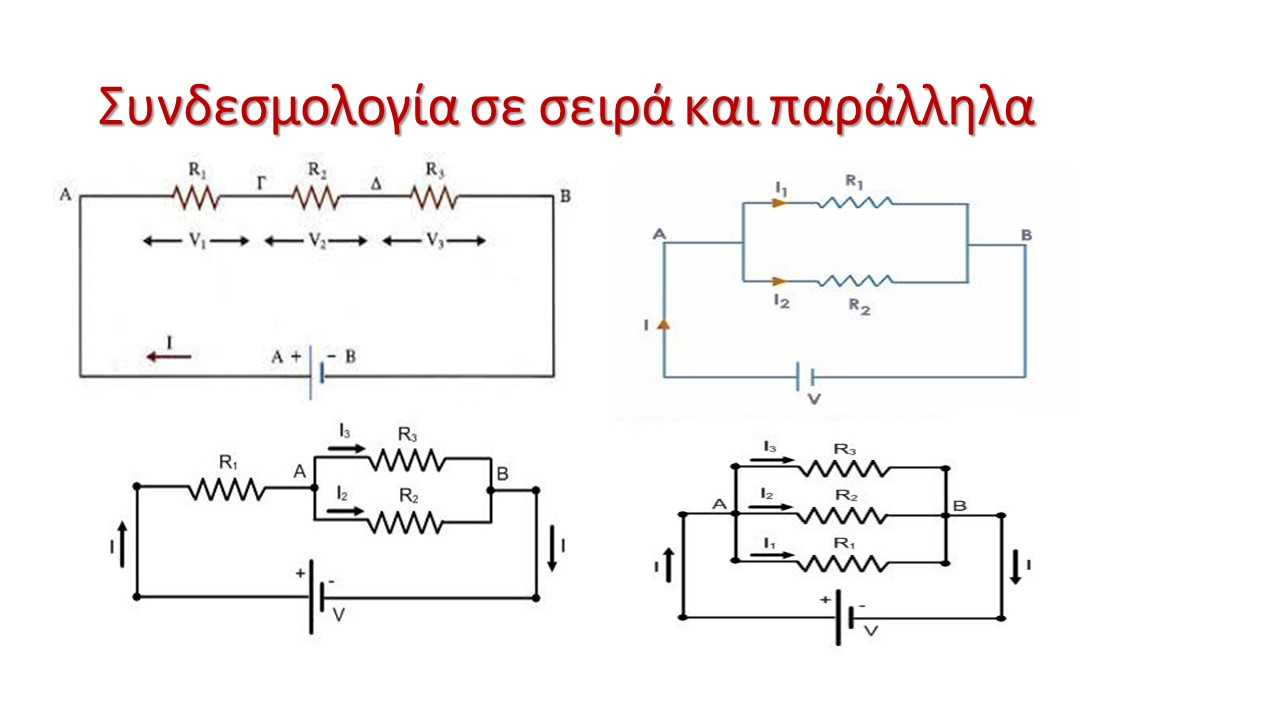 Συνδεσμολογία σε σειρά και παράλληλα
R₁ Γ R₂ Δ R₃
A B
V₁ V₂ V₃
I
A + − B
I₁ R₁
A B
I₂ R₂
I
V
I₃ R₃
R₁ A B
I₂ R₂
I I
+ -
V
I₃ R₃
A I₂ R₂ B
I₁ R₁
I I
+ -
V